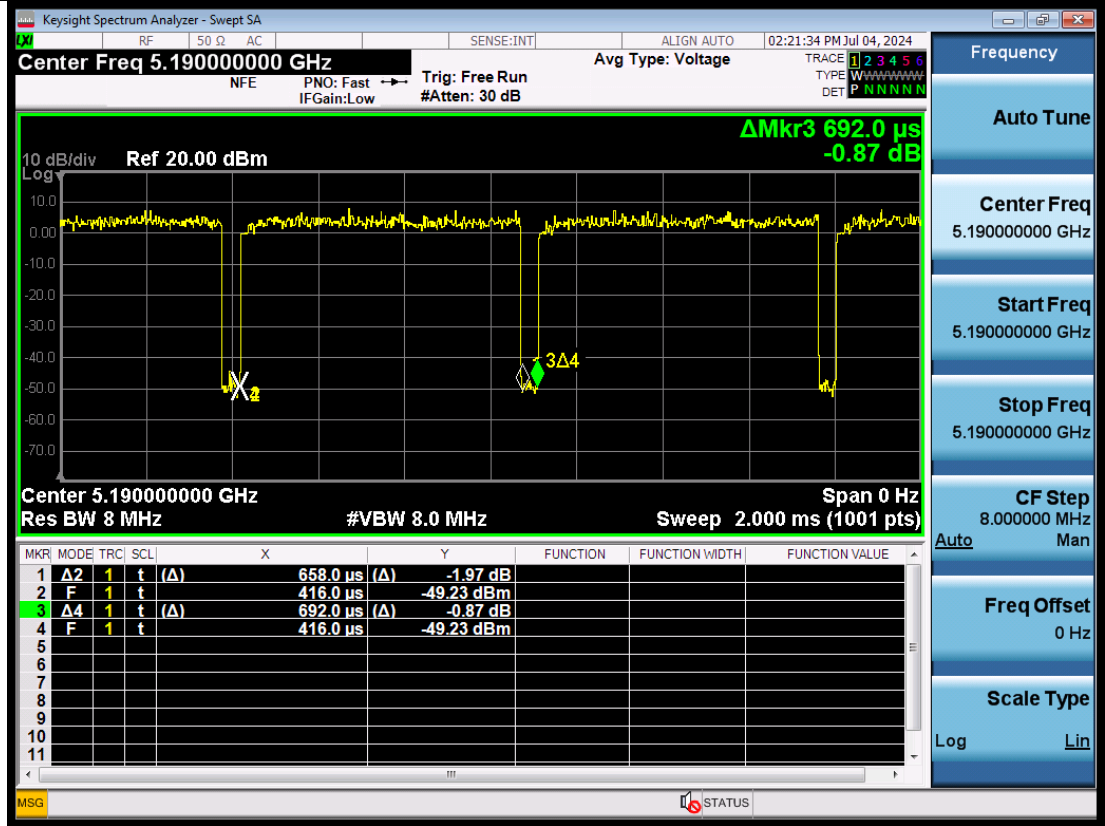 Keysight Spectrum Analyzer - Swept SA
LXI RF 50 Ω AC SENSE:INT ALIGN AUTO 02:21:34 PM Jul 04, 2024
Center Freq 5.190000000 GHz Avg Type: Voltage TRACE 1 2 3 4 5 6
NFE PNO: Fast Trig: Free Run TYPE W WWWWW
IFGain:Low #Atten: 30 dB DET P N N N N N
ΔMkr3 692.0 µs
-0.87 dB
10 dB/div Ref 20.00 dBm
Log
10.0
0.00
-10.0
-20.0
-30.0
-40.0
3Δ4
-50.0
-60.0
-70.0
Center 5.190000000 GHz Span 0 Hz
Res BW 8 MHz #VBW 8.0 MHz Sweep 2.000 ms (1001 pts)
MKR MODE TRC SCL X Y FUNCTION FUNCTION WIDTH FUNCTION VALUE
1 Δ2 1 t (Δ) 658.0 µs (Δ) -1.97 dB
2 F 1 t 416.0 µs -49.23 dBm
3 Δ4 1 t (Δ) 692.0 µs (Δ) -0.87 dB
4 F 1 t 416.0 µs -49.23 dBm
5
6
7
8
9
10
11
MSG STATUS
Frequency
Auto Tune
Center Freq
5.190000000 GHz
Start Freq
5.190000000 GHz
Stop Freq
5.190000000 GHz
CF Step
8.000000 MHz
Auto Man
Freq Offset
0 Hz
Scale Type
Log Lin